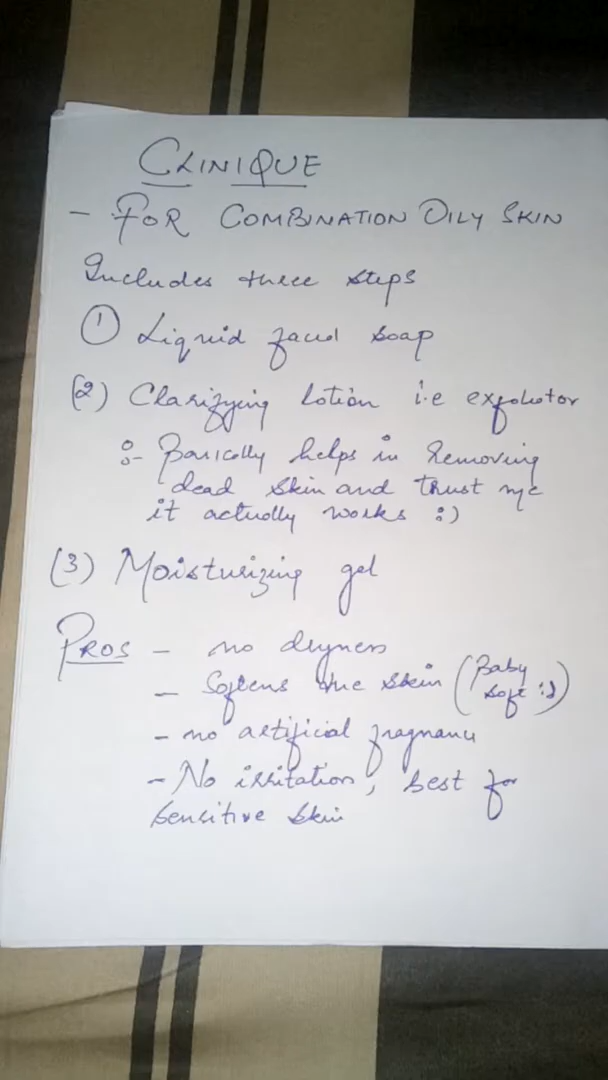 CLINIQUE
- FOR COMBINATION OILY SKIN
Includes three steps
① Liquid facial soap
(2) Clarifying lotion i.e exfoliator
:- Basically helps in removing
dead skin and trust me
it actually works :)
(3) Moisturizing gel
PROS - no dryness
- Softens the skin (Baby soft :))
- no artificial fragnance
- No irritation, best for
sensitive skin